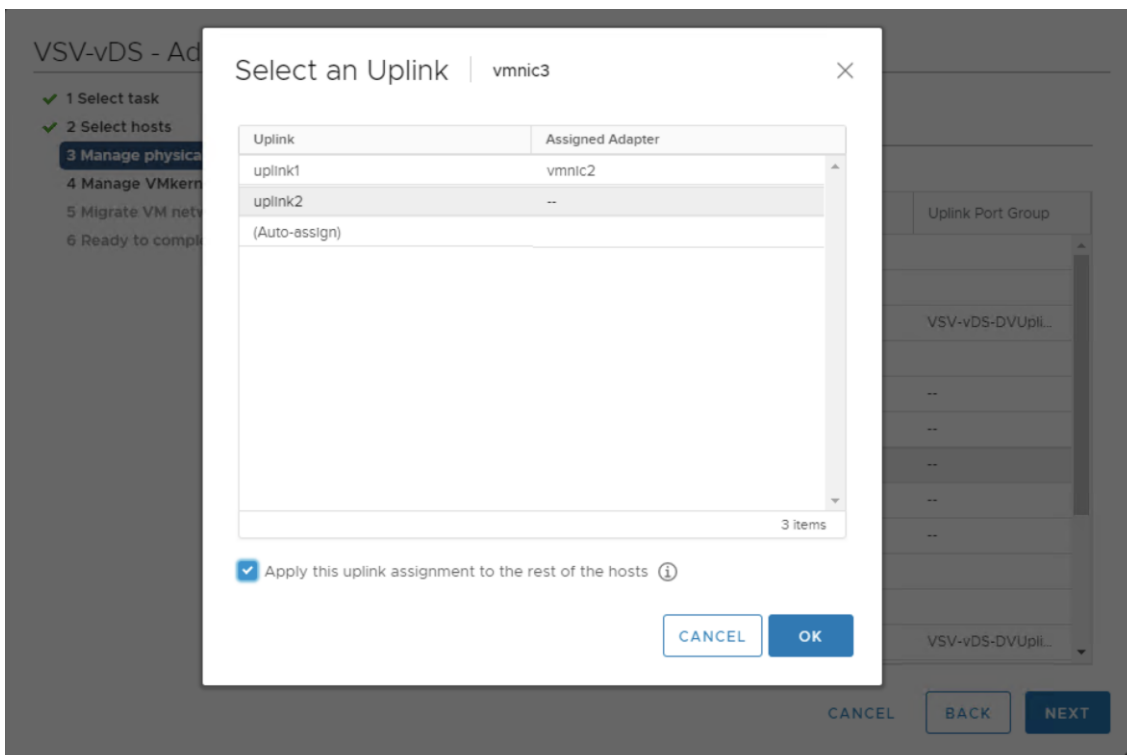 VSV-vDS - Ad
1 Select task
2 Select hosts
3 Manage physica
4 Manage VMkern
5 Migrate VM netw
6 Ready to comple
Select an Uplink | vmnic3
Uplink Assigned Adapter
uplink1 vmnic2
uplink2 --
(Auto-assign)
3 items
Apply this uplink assignment to the rest of the hosts
CANCEL OK
Uplink Port Group
VSV-vDS-DVUpli...
--
--
--
--
--
VSV-vDS-DVUpli...
CANCEL BACK NEXT